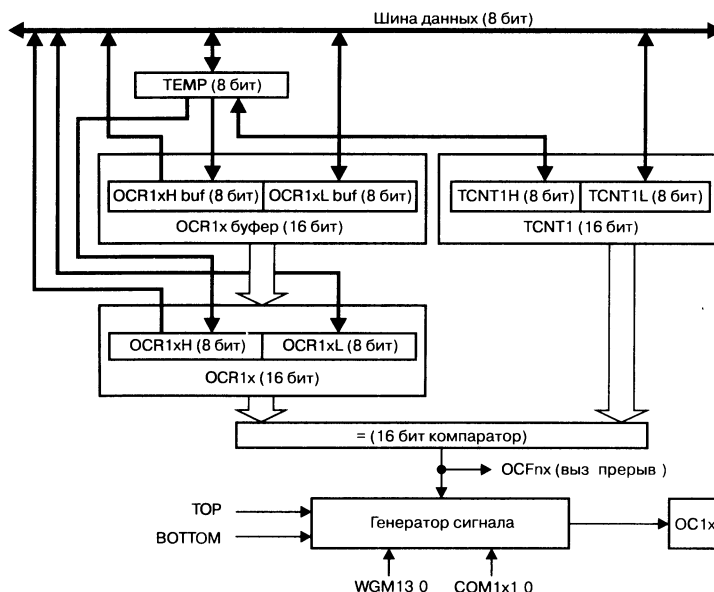 Шина данных (8 бит)
TEMP (8 бит)
OCR1xH buf (8 бит) OCR1xL buf (8 бит)
OCR1x буфер (16 бит)
TCNT1H (8 бит) TCNT1L (8 бит)
TCNT1 (16 бит)
OCR1xH (8 бит) OCR1xL (8 бит)
OCR1x (16 бит)
= (16 бит компаратор)
OCFnx (выз прерыв )
TOP
BOTTOM
Генератор сигнала
OC1x
WGM13 0 COM1x1 0